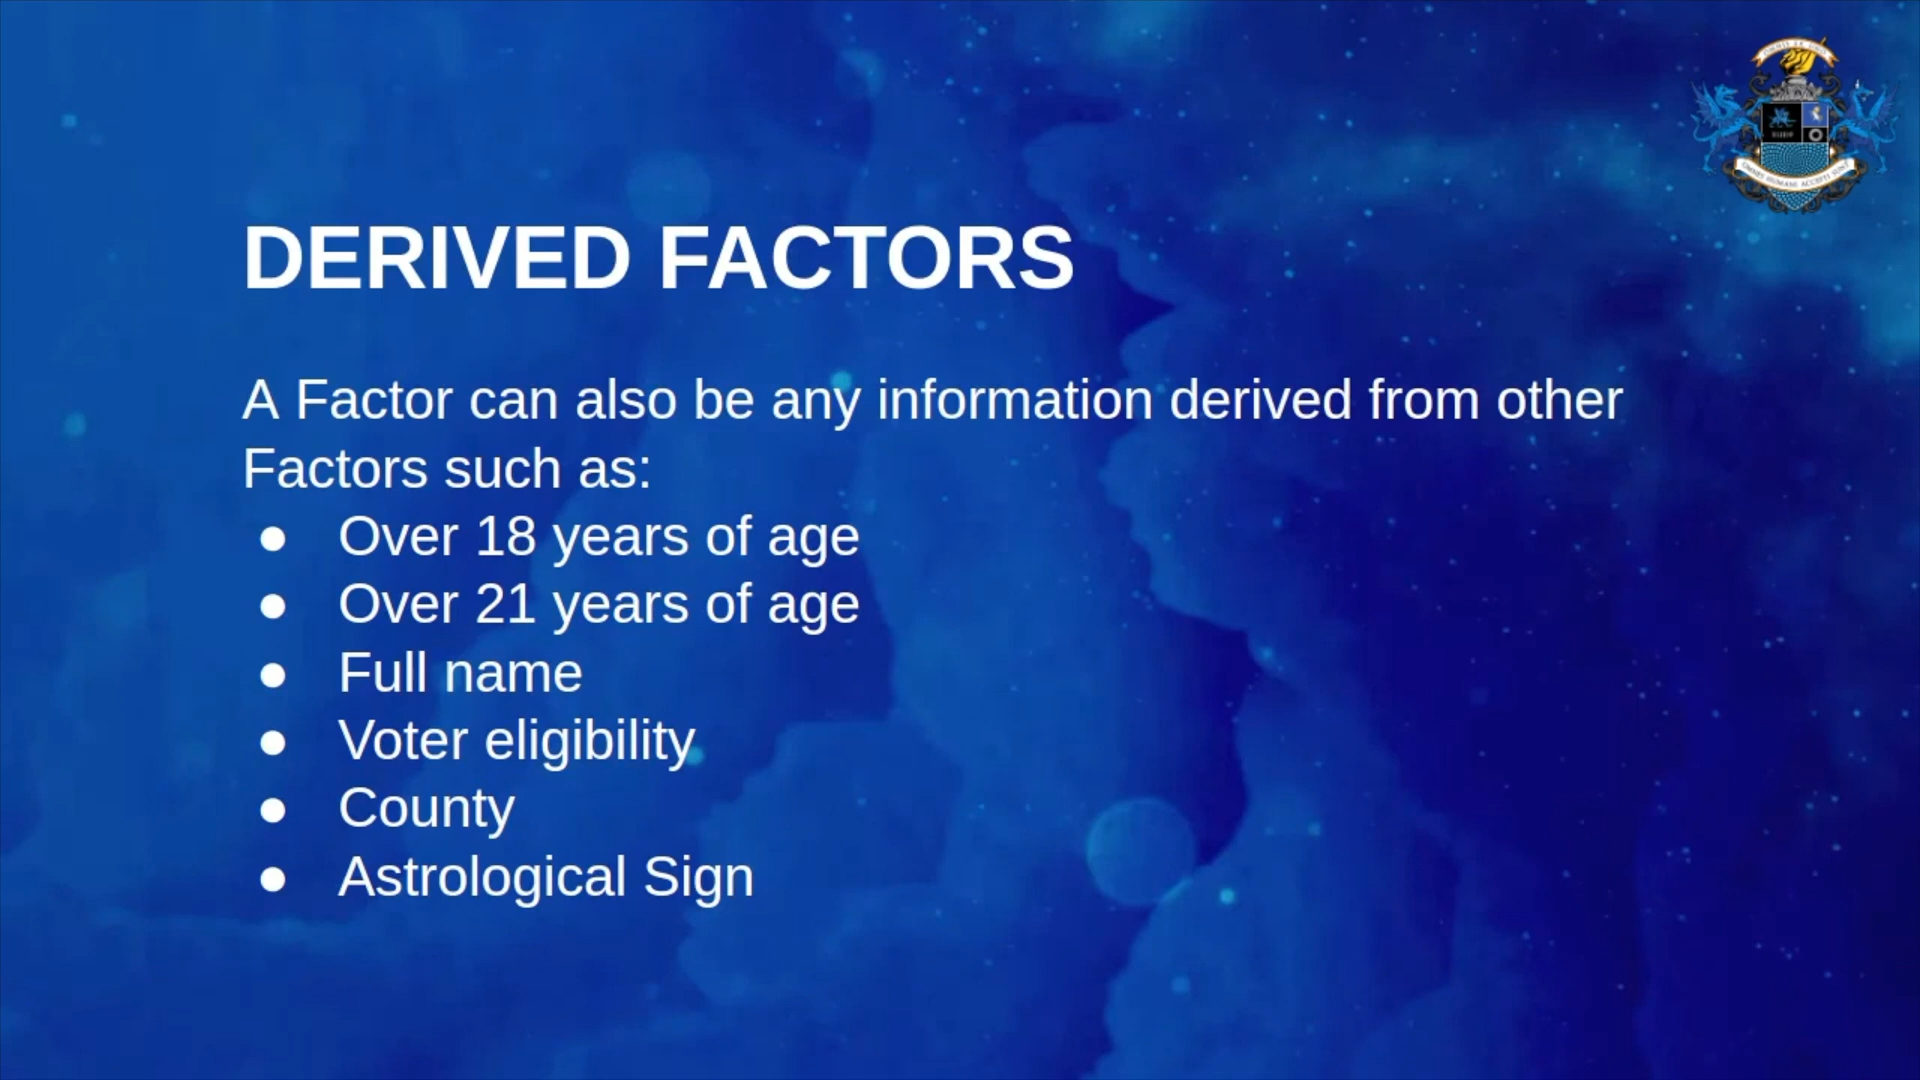 DERIVED FACTORS
A Factor can also be any information derived from other
Factors such as:
● Over 18 years of age
● Over 21 years of age
● Full name
● Voter eligibility
● County
● Astrological Sign